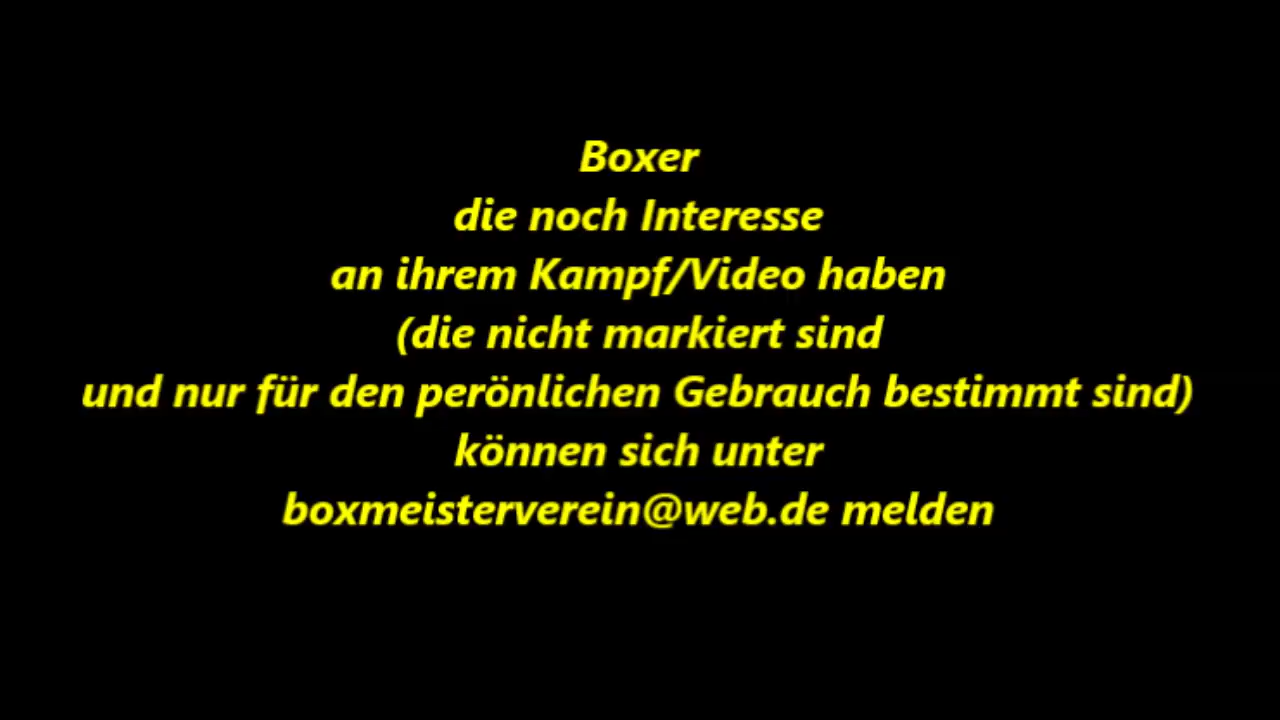 Boxer
die noch Interesse
an ihrem Kampf/Video haben
(die nicht markiert sind
und nur für den perönlichen Gebrauch bestimmt sind)
können sich unter
boxmeisterverein@web.de melden